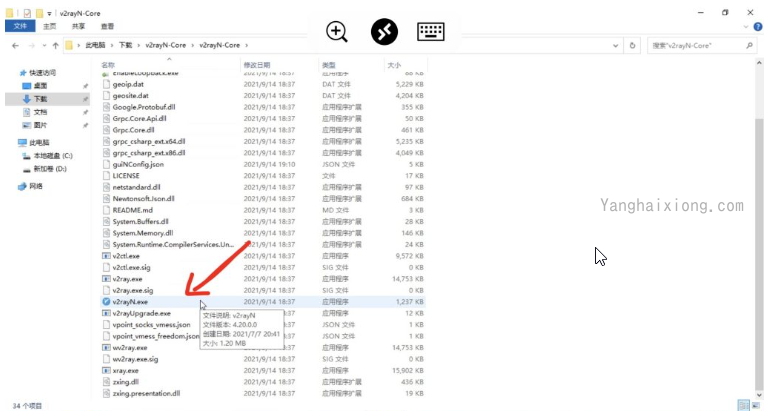 v2rayN-Core
文件 主页 共享 查看
此电脑 › 下载 › v2rayN-Core › v2rayN-Core ›
搜索"v2rayN-Core"
名称 修改日期 类型 大小
快速访问
桌面
下载
文档
图片
此电脑
本地磁盘 (C:)
新加卷 (D:)
网络
EnableLoopback.exe 2021/9/14 18:37 应用程序 88 KB
geoip.dat 2021/9/14 18:37 DAT 文件 5,229 KB
geosite.dat 2021/9/14 18:37 DAT 文件 4,204 KB
Google.Protobuf.dll 2021/9/14 18:37 应用程序扩展 355 KB
Grpc.Core.Api.dll 2021/9/14 18:37 应用程序扩展 50 KB
Grpc.Core.dll 2021/9/14 18:37 应用程序扩展 461 KB
grpc_csharp_ext.x64.dll 2021/9/14 18:37 应用程序扩展 5,235 KB
grpc_csharp_ext.x86.dll 2021/9/14 18:37 应用程序扩展 4,049 KB
guiNConfig.json 2021/9/14 19:10 JSON 文件 5 KB
LICENSE 2021/9/14 18:37 文件 17 KB
netstandard.dll 2021/9/14 18:37 应用程序扩展 97 KB
Newtonsoft.Json.dll 2021/9/14 18:37 应用程序扩展 684 KB
README.md 2021/9/14 18:37 MD 文件 3 KB
System.Buffers.dll 2021/9/14 18:37 应用程序扩展 28 KB
System.Memory.dll 2021/9/14 18:37 应用程序扩展 146 KB
System.Runtime.CompilerServices.Un... 2021/9/14 18:37 应用程序扩展 24 KB
v2ctl.exe 2021/9/14 18:37 应用程序 9,572 KB
v2ctl.exe.sig 2021/9/14 18:37 SIG 文件 0 KB
v2ray.exe 2021/9/14 18:37 应用程序 14,753 KB
v2ray.exe.sig 2021/9/14 18:37 SIG 文件 0 KB
v2rayN.exe 2021/9/14 18:37 应用程序 1,237 KB
v2rayUpgrade.exe 18:37 应用程序 12 KB
vpoint_socks_vmess.json 18:37 JSON 文件 1 KB
vpoint_vmess_freedom.json 18:37 JSON 文件 1 KB
wv2ray.exe 18:37 应用程序 14,753 KB
wv2ray.exe.sig 2021/9/14 18:37 SIG 文件 0 KB
xray.exe 2021/9/14 18:37 应用程序 15,902 KB
zxing.dll 2021/9/14 18:37 应用程序扩展 436 KB
zxing.presentation.dll 2021/9/14 18:37 应用程序扩展 19 KB
文件说明: v2rayN
文件版本: 4.20.0.0
创建日期: 2021/7/7 20:41
大小: 1.20 MB
Yanghaixiong.com
34 个项目